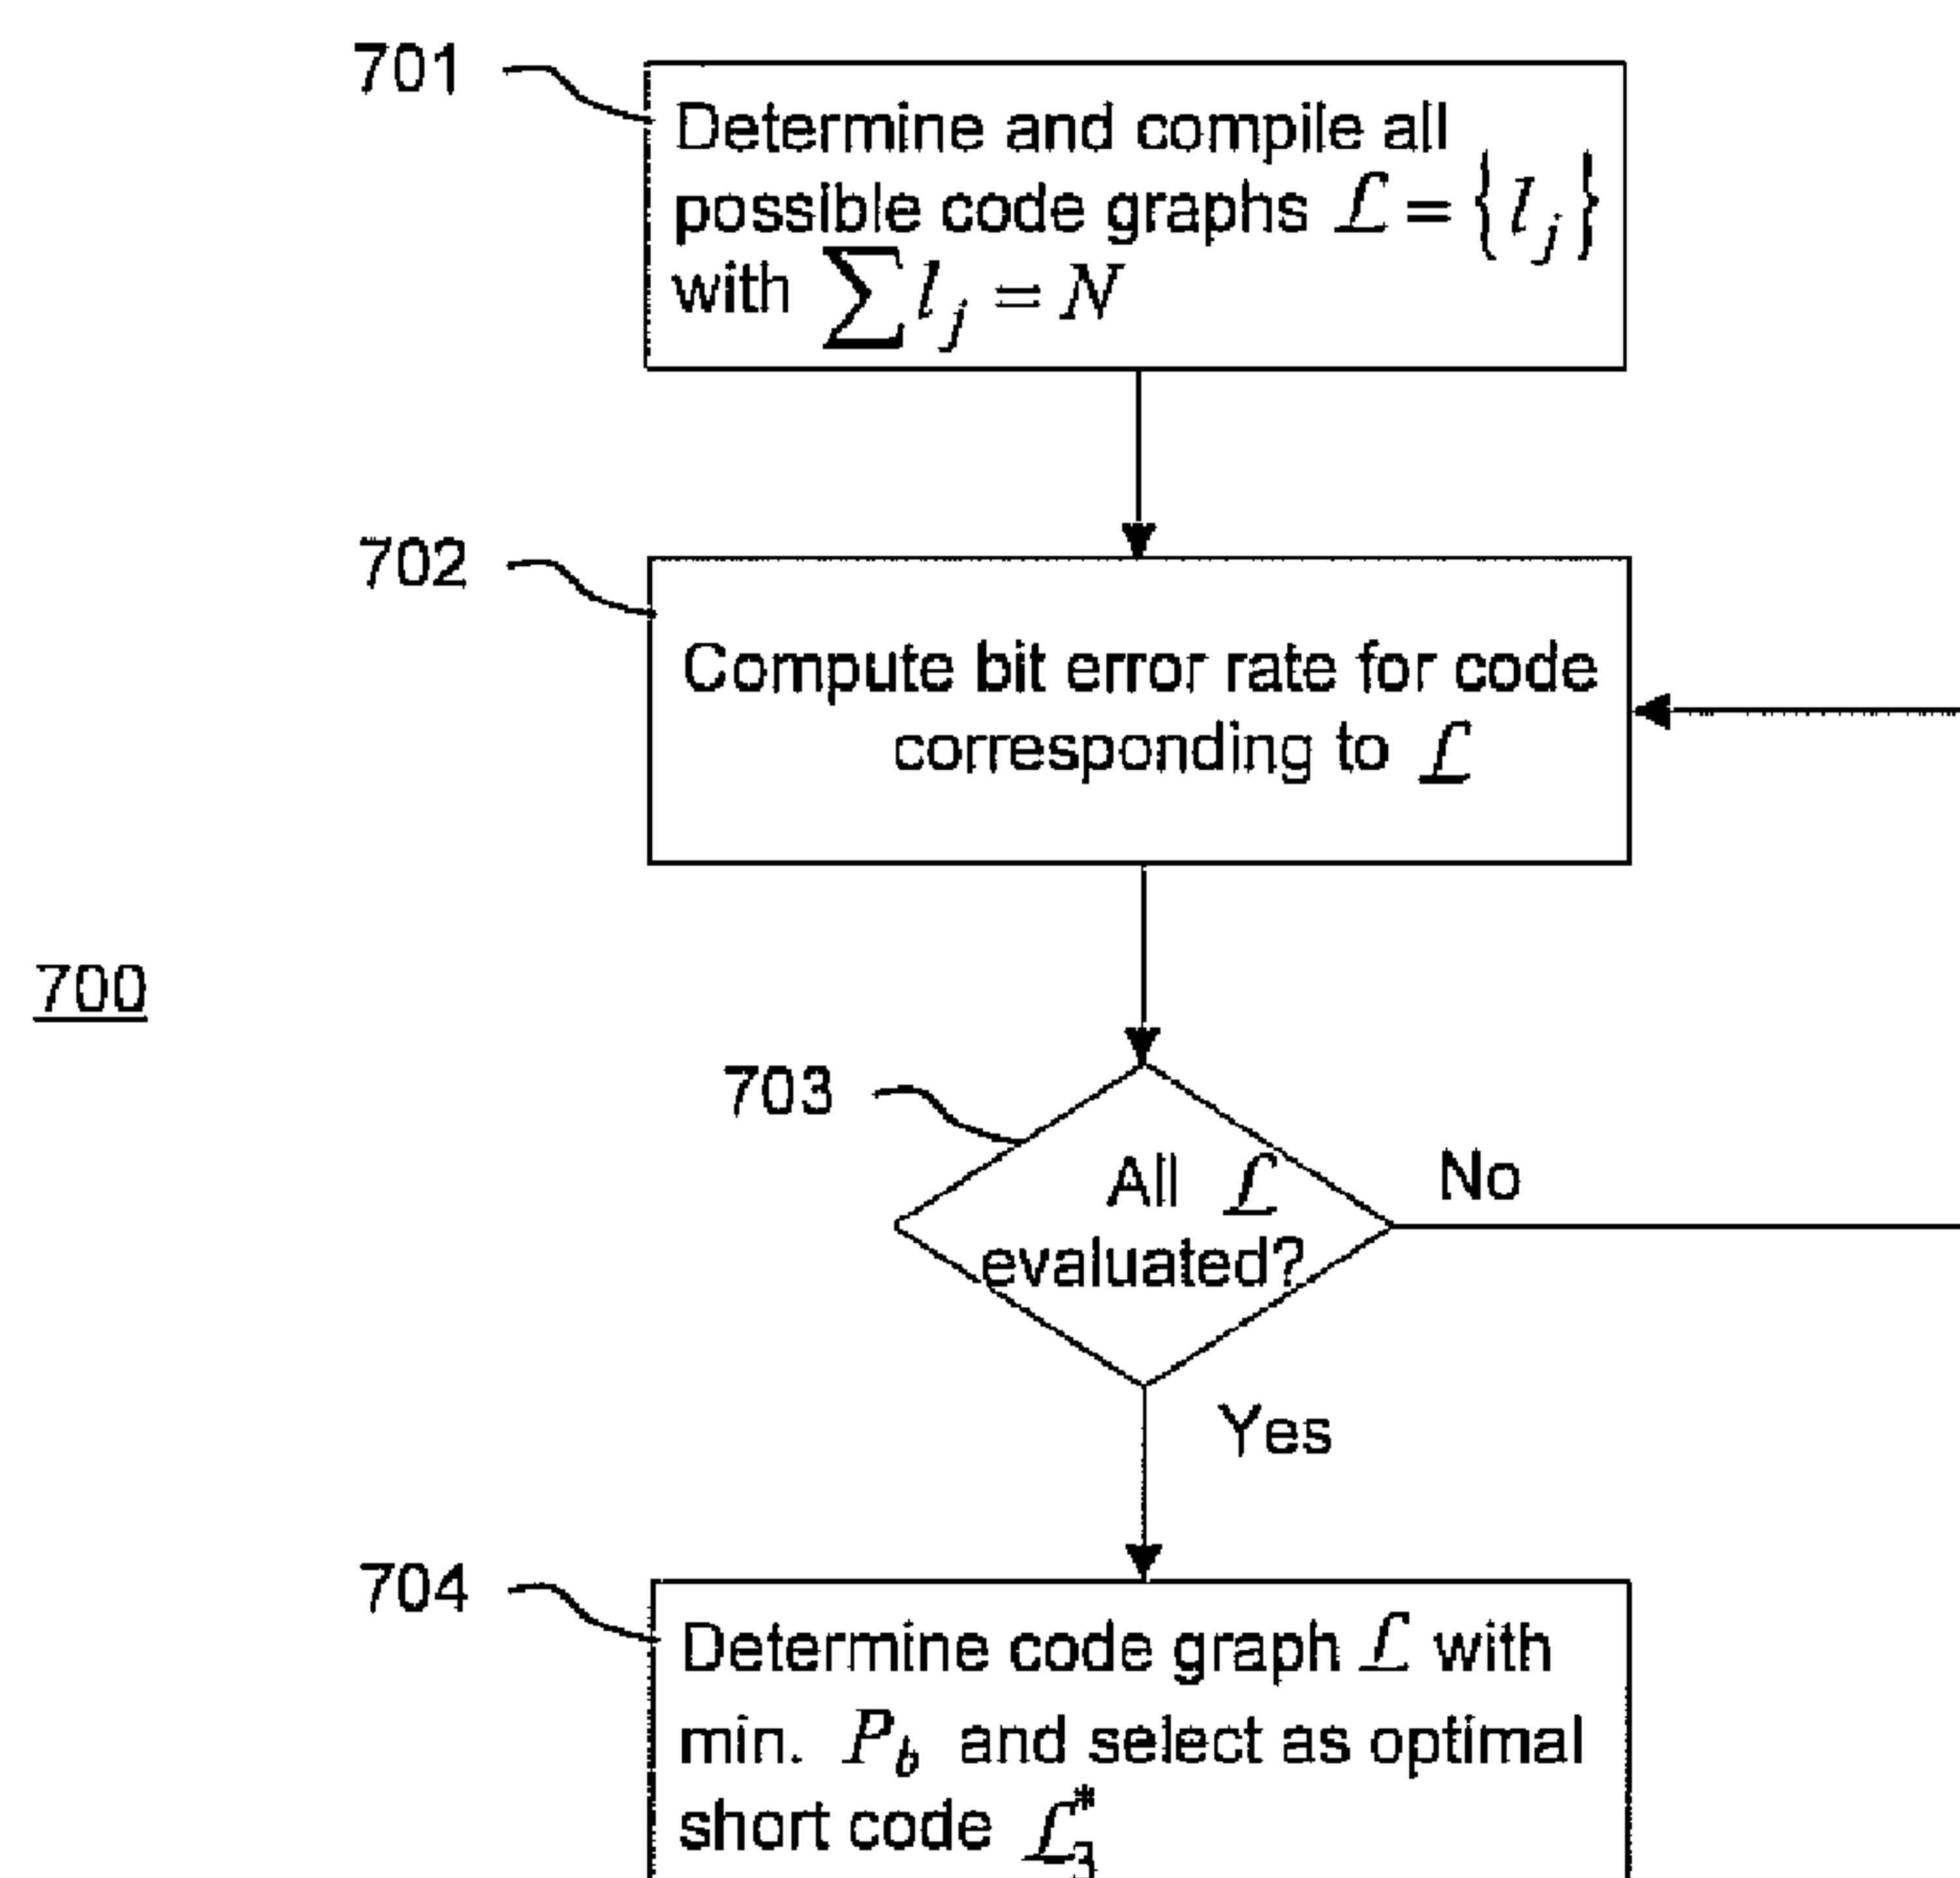 701
Determine and compile all
possible code graphs ℒ = { l_j }
with ∑ l_j = N
702
Compute bit error rate for code
corresponding to ℒ
700
703
All ℒ
evaluated?
No
Yes
704
Determine code graph ℒ with
min. P_b and select as optimal
short code ℒ*_3